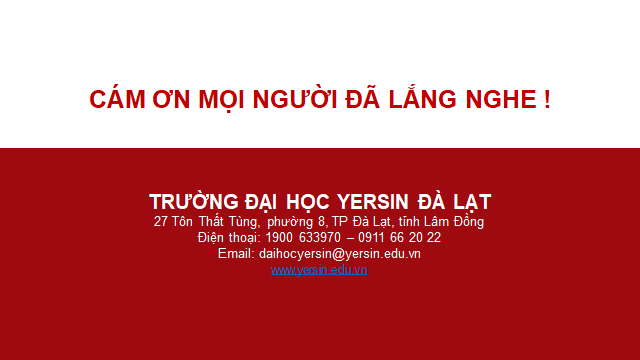 CÁM ƠN MỌI NGƯỜI ĐÃ LẮNG NGHE !
TRƯỜNG ĐẠI HỌC YERSIN ĐÀ LẠT
27 Tôn Thất Tùng, phường 8, TP Đà Lạt, tỉnh Lâm Đồng
Điện thoại: 1900 633970 – 0911 66 20 22
Email: daihocyersin@yersin.edu.vn
www.yersin.edu.vn